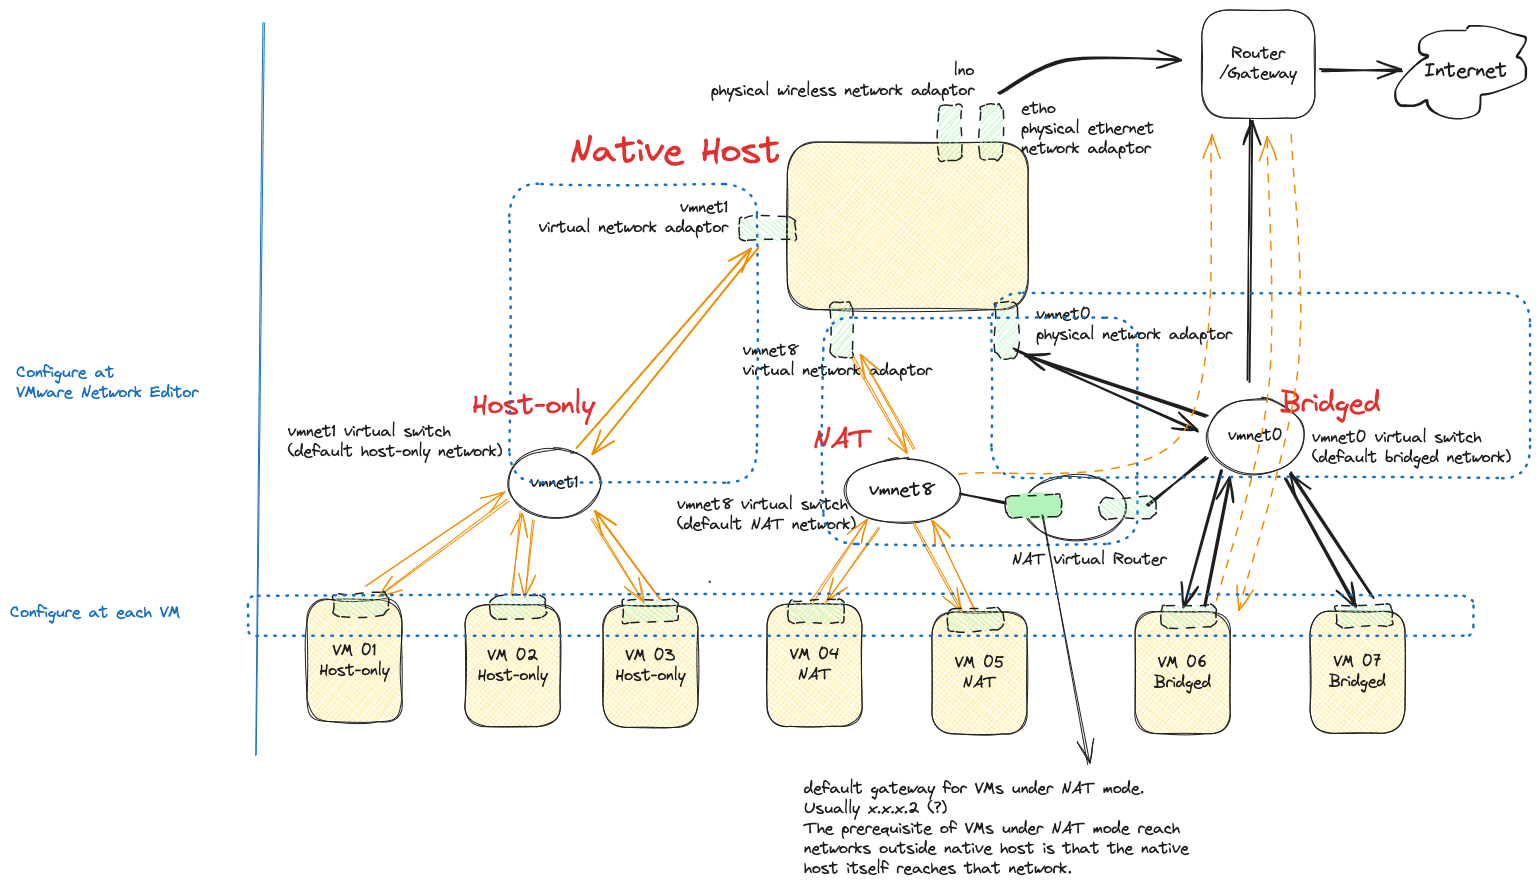 Router
/Gateway
Internet
lno
physical wireless network adaptor
etho
physical ethernet
network adaptor
Native Host
vmnet1
virtual network adaptor
vmnet0
physical network adaptor
vmnet8
virtual network adaptor
Configure at
VMware Network Editor
Host-only
NAT
Bridged
vmnet1 virtual switch
(default host-only network)
vmnet1
vmnet8
vmnet8 virtual switch
(default NAT network)
vmnet0
vmnet0 virtual switch
(default bridged network)
NAT virtual Router
Configure at each VM
VM 01
Host-only
VM 02
Host-only
VM 03
Host-only
VM 04
NAT
VM 05
NAT
VM 06
Bridged
VM 07
Bridged
default gateway for VMs under NAT mode.
Usually x.x.x.2 (?)
The prerequisite of VMs under NAT mode reach
networks outside native host is that the native
host itself reaches that network.